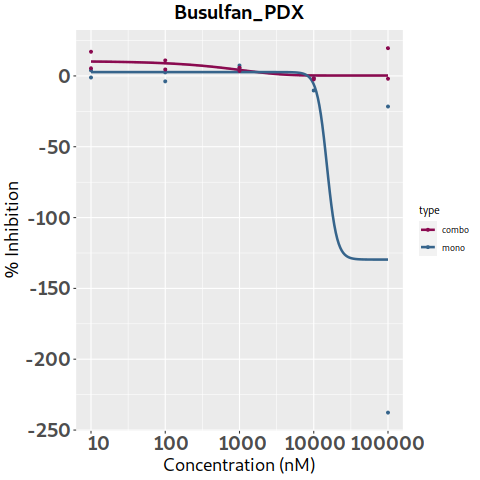 Busulfan_PDX
% Inhibition
0
-50
-100
-150
-200
-250
10 100 1000 10000 100000
Concentration (nM)
type
combo
mono